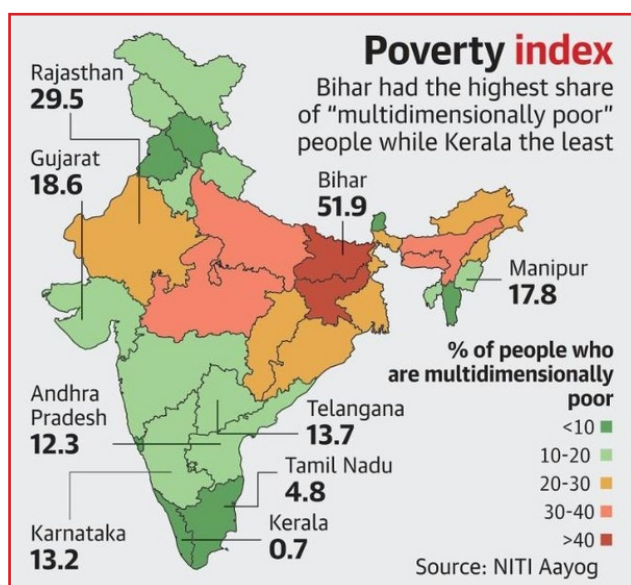 Poverty index
Bihar had the highest share
of “multidimensionally poor”
people while Kerala the least
Rajasthan
29.5
Gujarat
18.6
Bihar
51.9
Manipur
17.8
% of people who
are multidimensionally
poor
<10
10-20
20-30
30-40
>40
Andhra
Pradesh
12.3
Telangana
13.7
Tamil Nadu
4.8
Karnataka
13.2
Kerala
0.7
Source: NITI Aayog